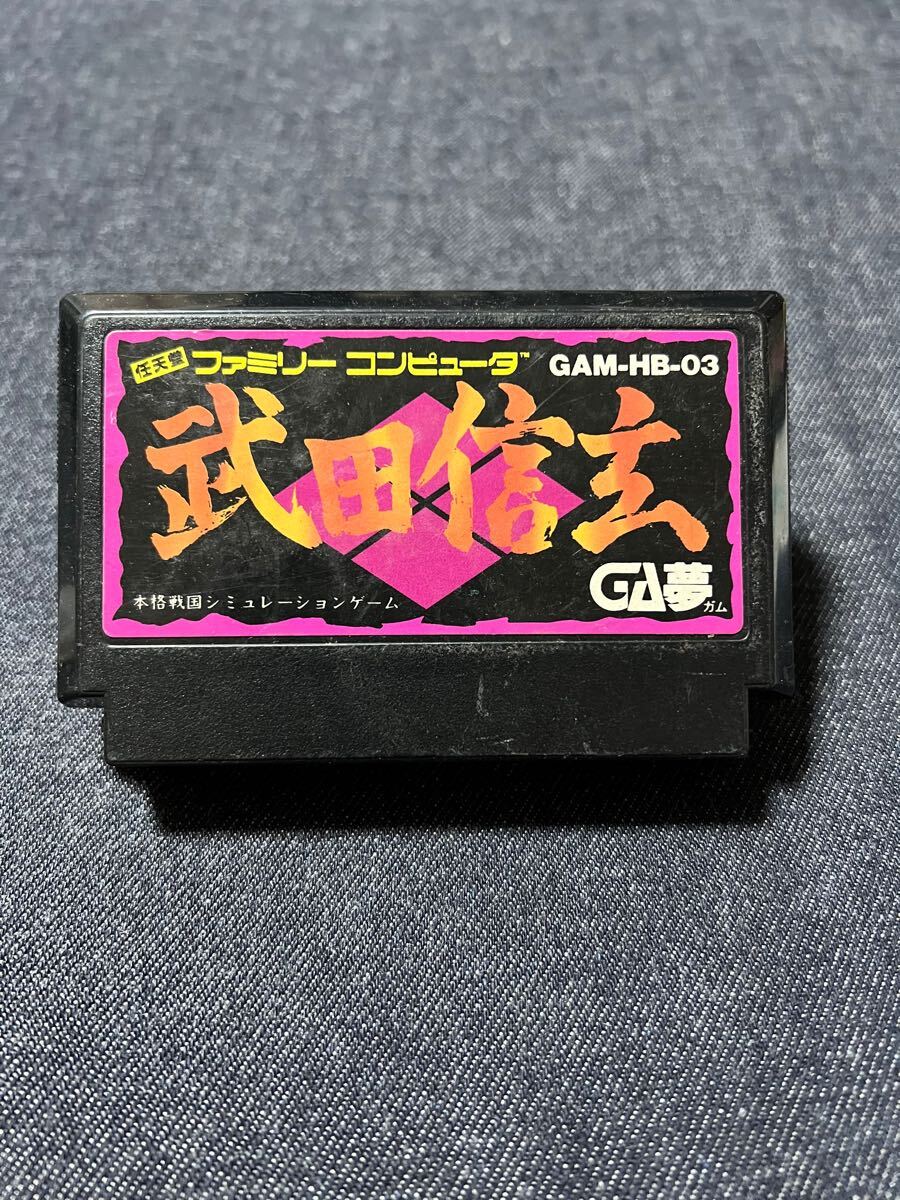 任天堂 ファミリー コンピュータ™ GAM-HB-03
武田信玄
GA夢
ガム
本格戦国シミュレーションゲーム